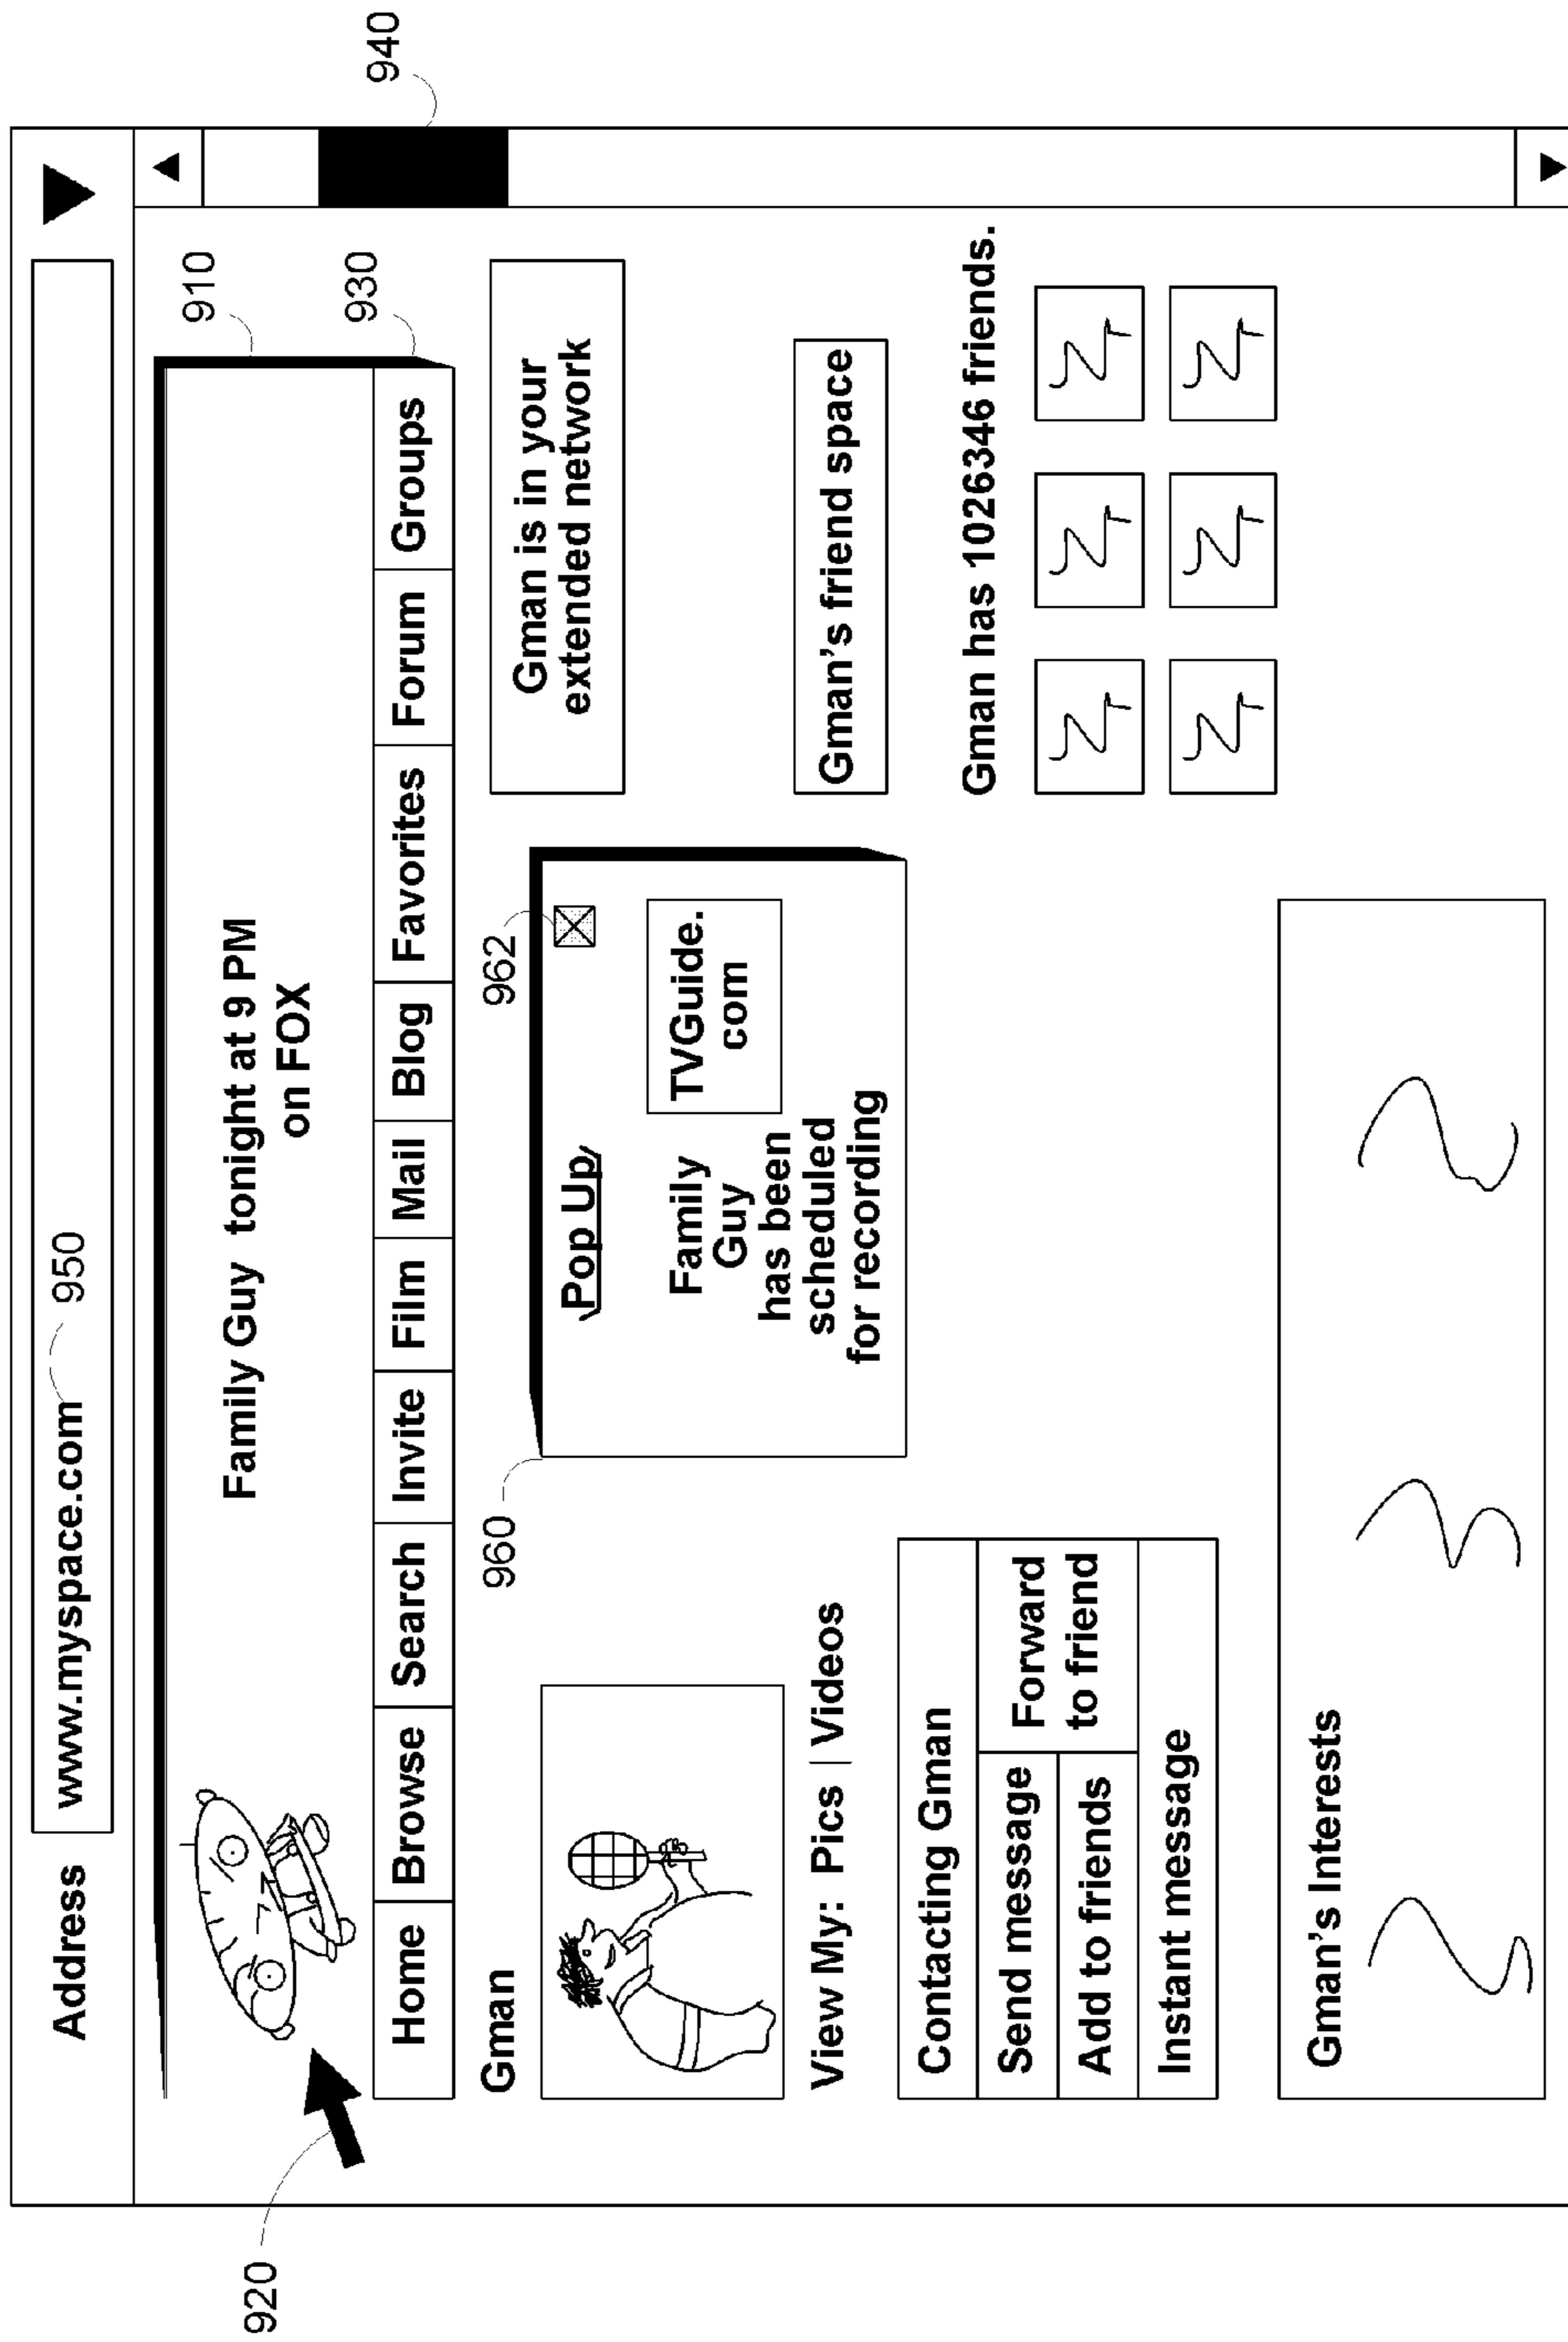 Address www.myspace.com 950
940
910
Family Guy tonight at 9 PM
on FOX
920
930
Home Browse Search Invite Film Mail Blog Favorites Forum Groups
Gman
960
962
Pop Up
Family
Guy
has been
scheduled
for recording
TVGuide.
com
Gman is in your
extended network
View My: Pics | Videos
Gman's friend space
Contacting Gman
Send message
Add to friends
Forward
to friend
Instant message
Gman has 1026346 friends.
Gman's Interests